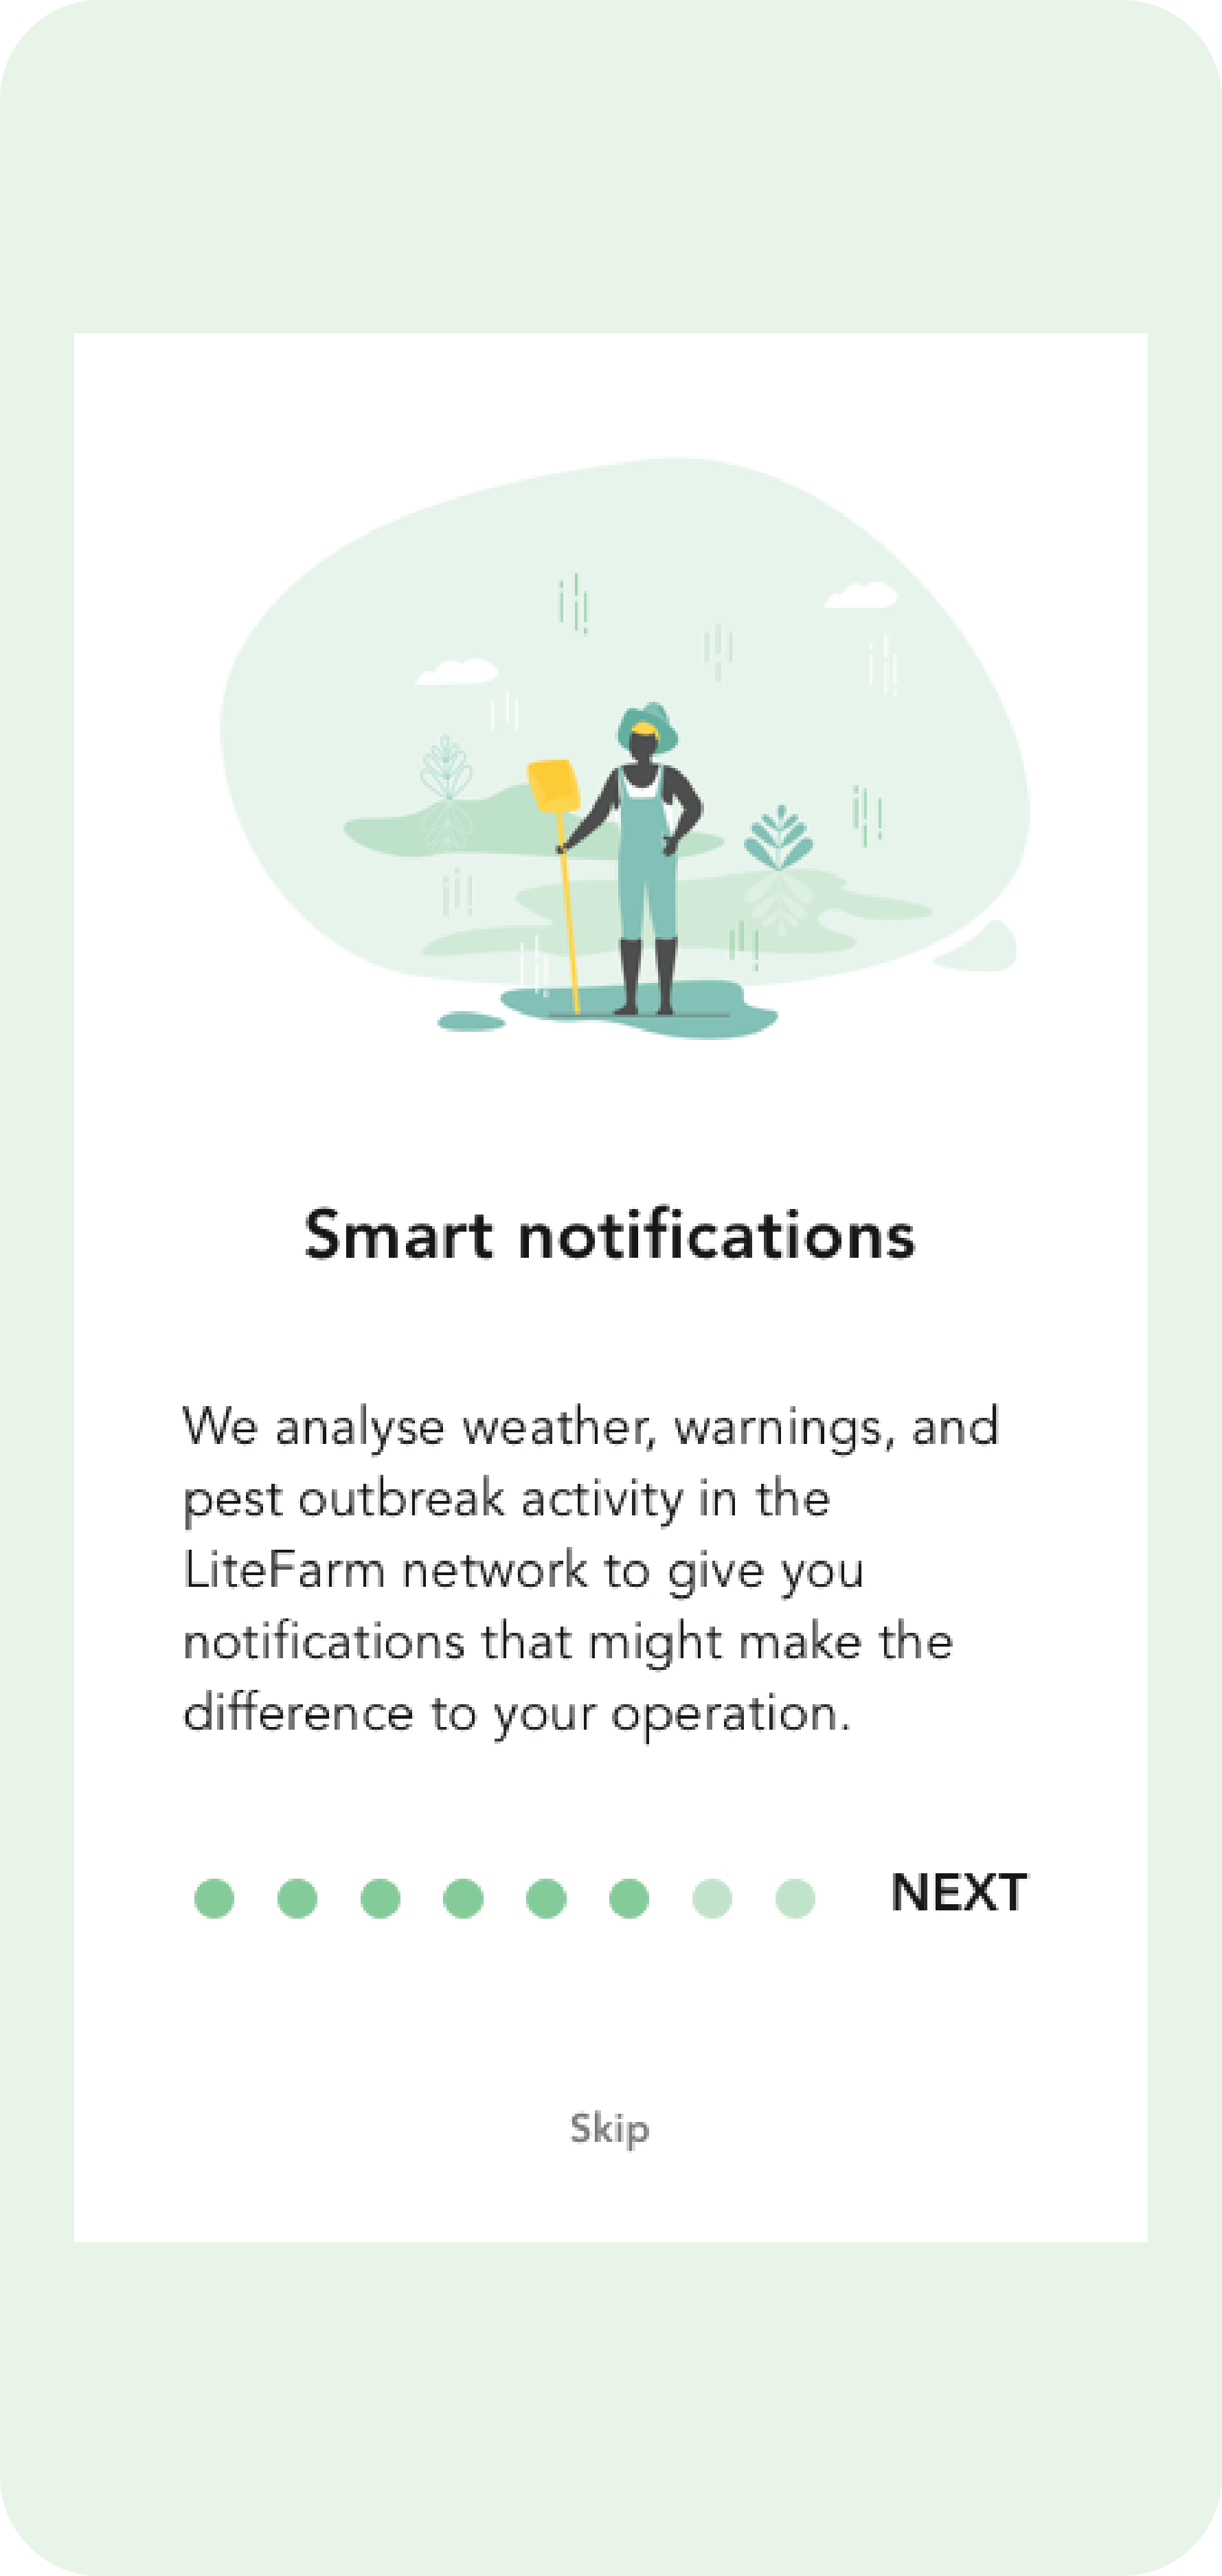 Smart notifications
We analyse weather, warnings, and
pest outbreak activity in the
LiteFarm network to give you
notifications that might make the
difference to your operation.
NEXT
Skip